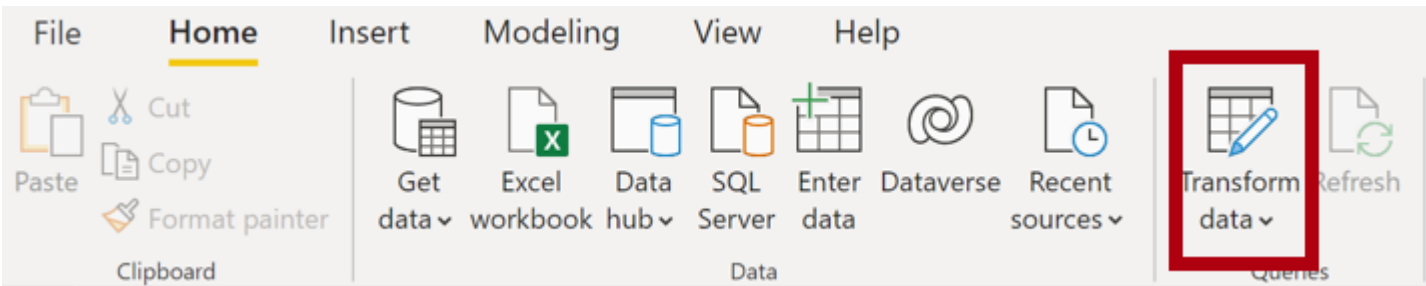 File Home Insert Modeling View Help
Paste
Cut
Copy
Format painter
Clipboard
Get
data
Excel
workbook
Data
hub
SQL
Server
Enter
data
Dataverse
Recent
sources
Data
Transform
data
Refresh
Queries